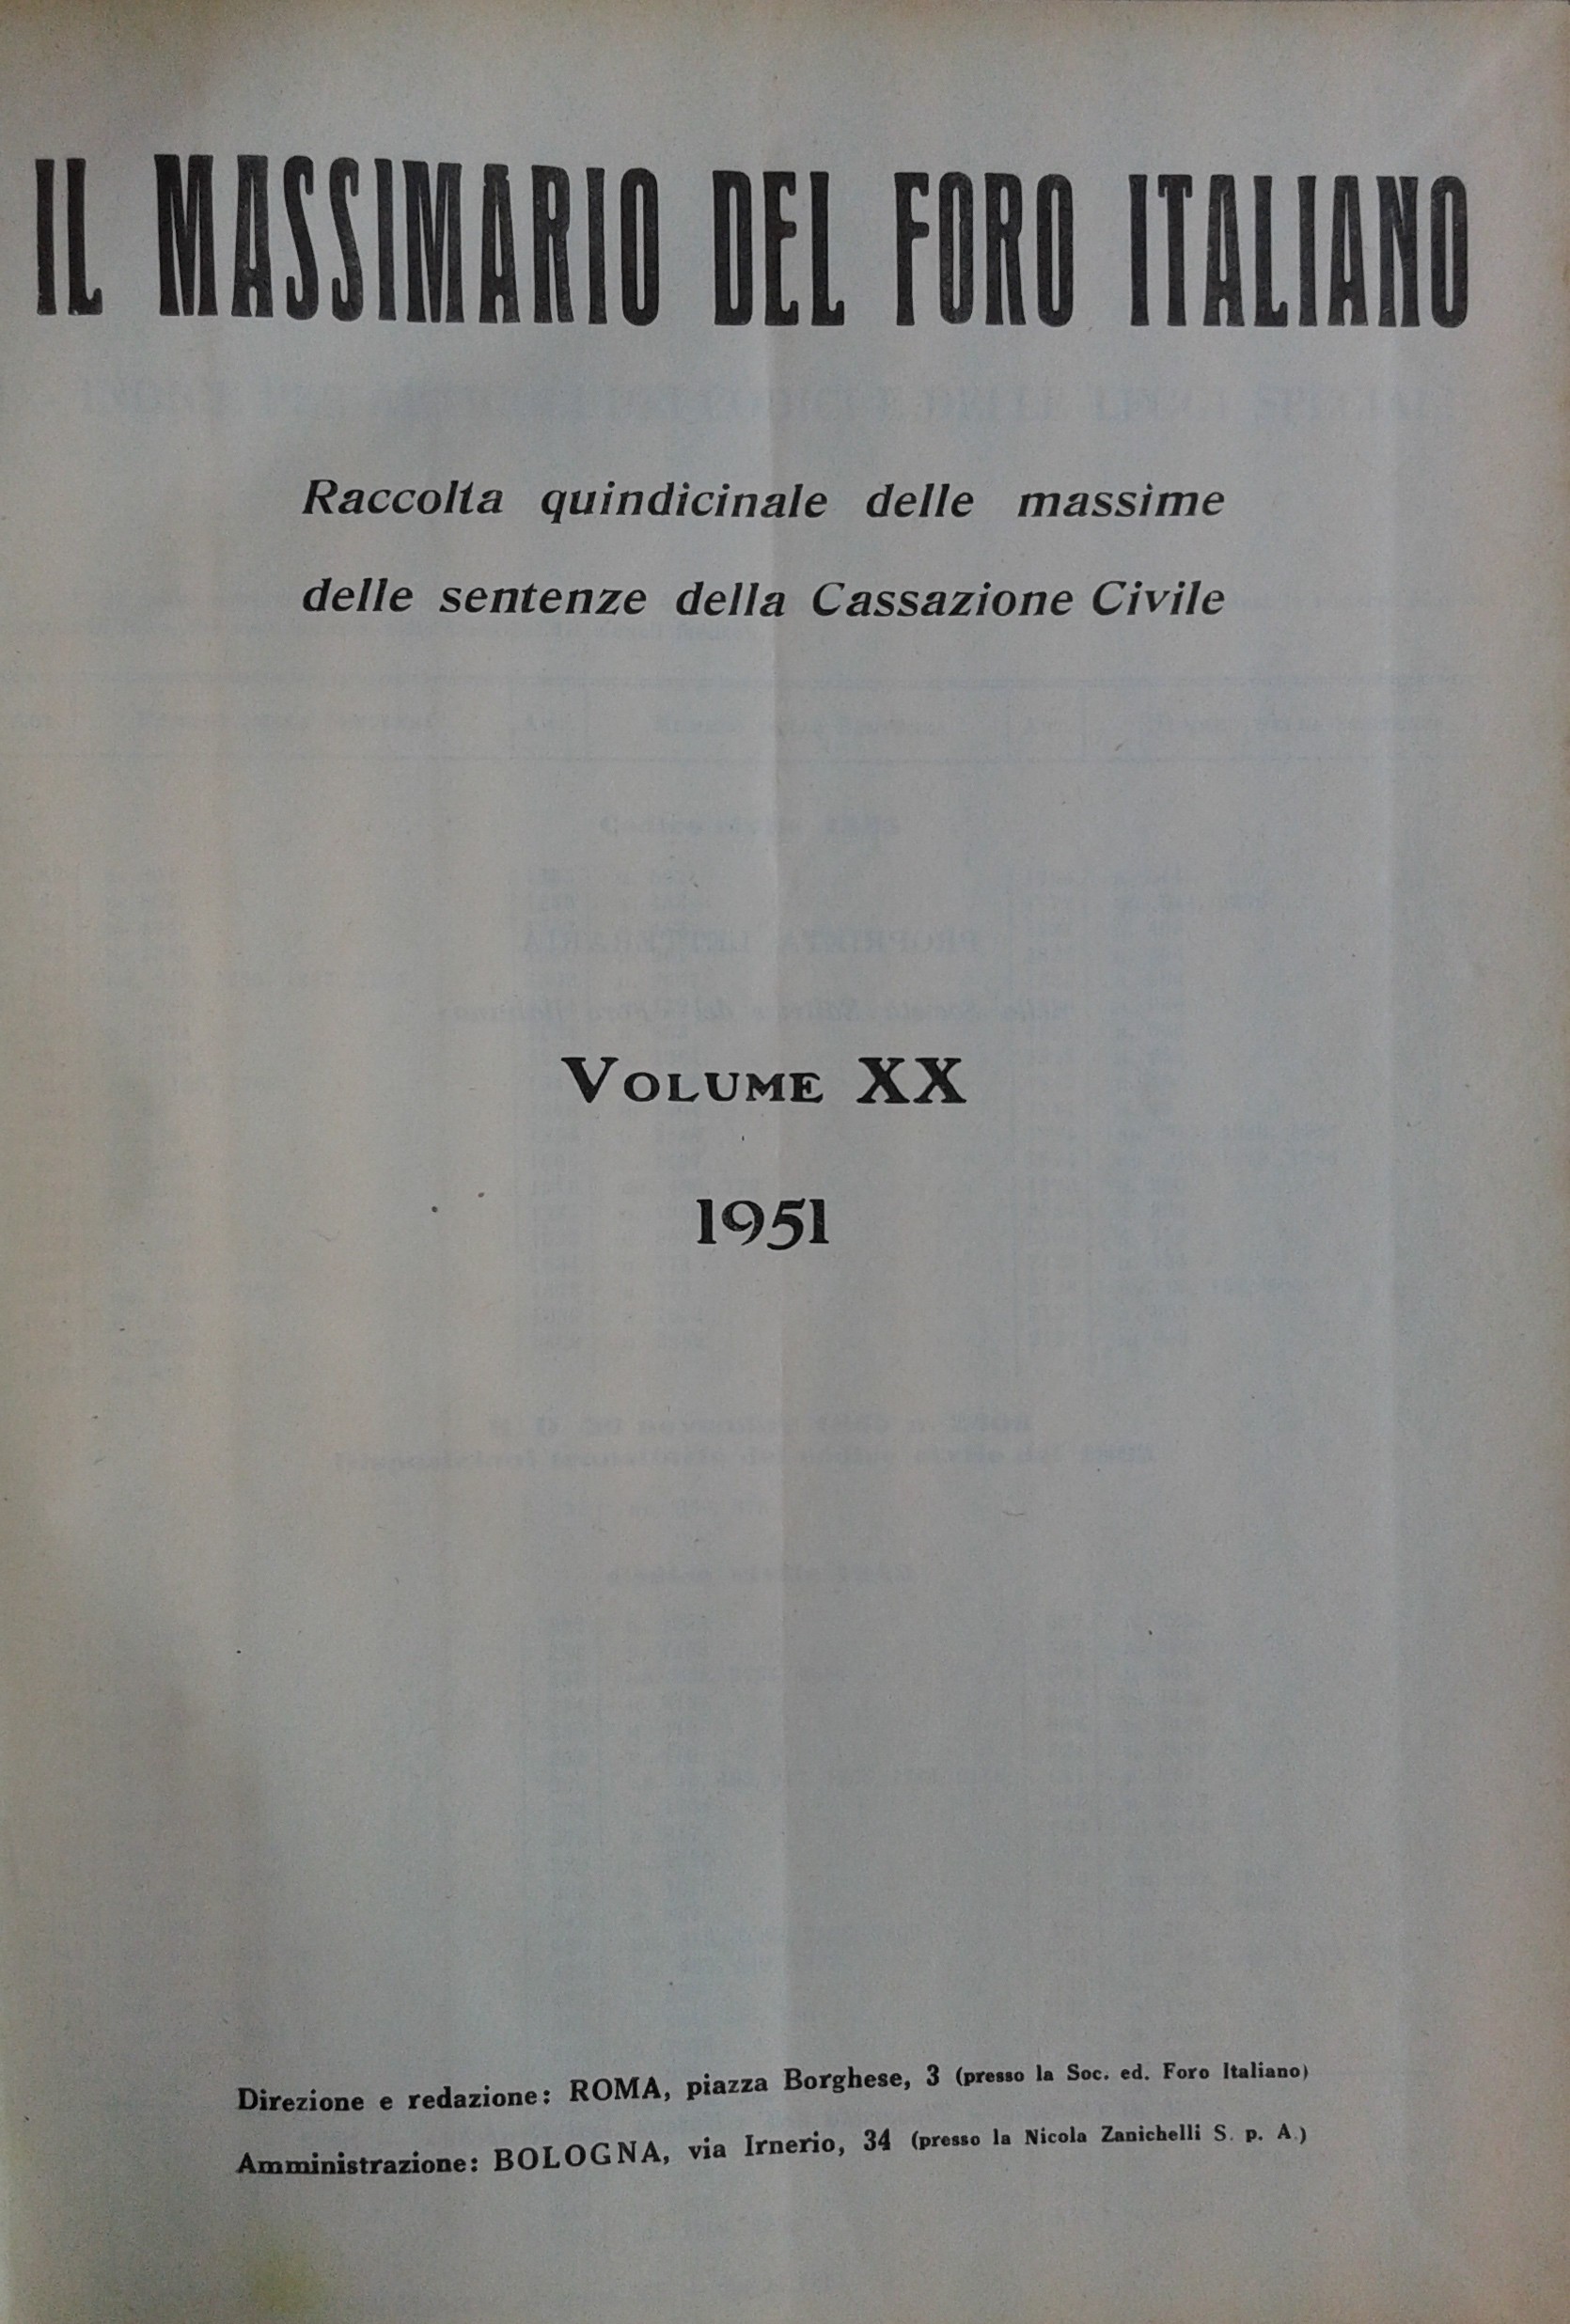 IL MASSIMARIO DEL FORO ITALIANO
Raccolta quindicinale delle massime
delle sentenze della Cassazione Civile
VOLUME XX
1951
PROPRIETÀ LETTERARIA
Direzione e redazione: ROMA, piazza Borghese, 3 (presso la Soc. ed. Foro Italiano)
Amministrazione: BOLOGNA, via Irnerio, 34 (presso la Nicola Zanichelli S. p. A.)